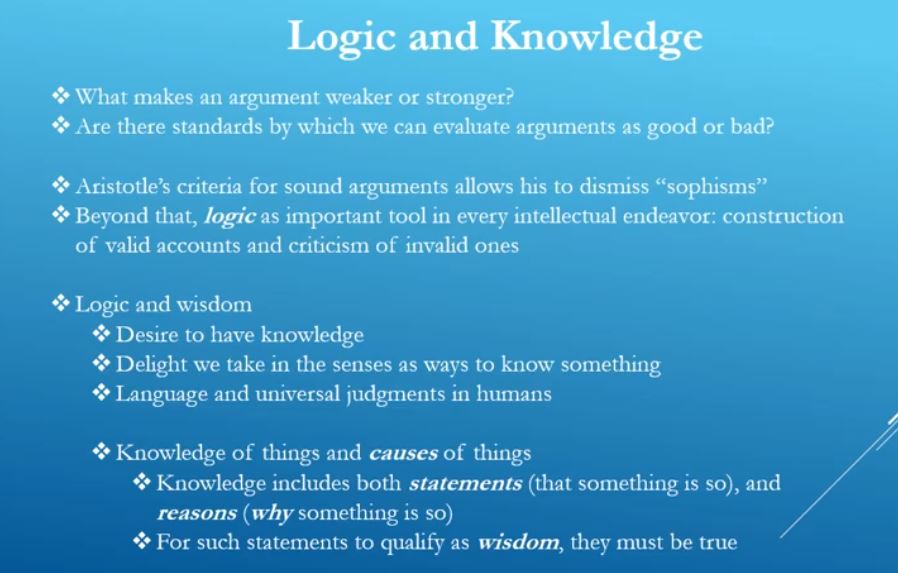 Logic and Knowledge
❖ What makes an argument weaker or stronger?
❖ Are there standards by which we can evaluate arguments as good or bad?
❖ Aristotle's criteria for sound arguments allows his to dismiss “sophisms”
❖ Beyond that, logic as important tool in every intellectual endeavor: construction
of valid accounts and criticism of invalid ones
❖ Logic and wisdom
❖ Desire to have knowledge
❖ Delight we take in the senses as ways to know something
❖ Language and universal judgments in humans
❖ Knowledge of things and causes of things
❖ Knowledge includes both statements (that something is so), and
reasons (why something is so)
❖ For such statements to qualify as wisdom, they must be true